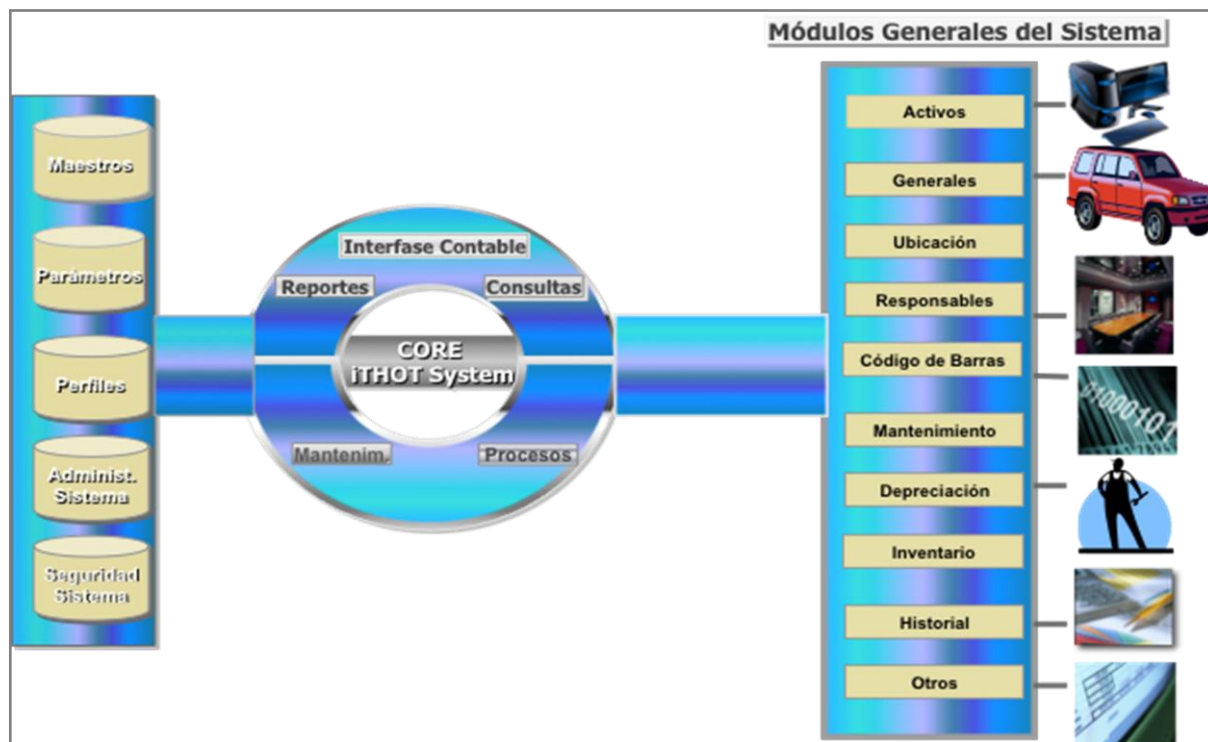 Módulos Generales del Sistema
Maestros
Parámetros
Perfiles
Administ.
Sistema
Seguridad
Sistema
Interfase Contable
Reportes
Consultas
CORE
iTHOT System
Mantenim.
Procesos
Activos
Generales
Ubicación
Responsables
Código de Barras
Mantenimiento
Depreciación
Inventario
Historial
Otros
01000101